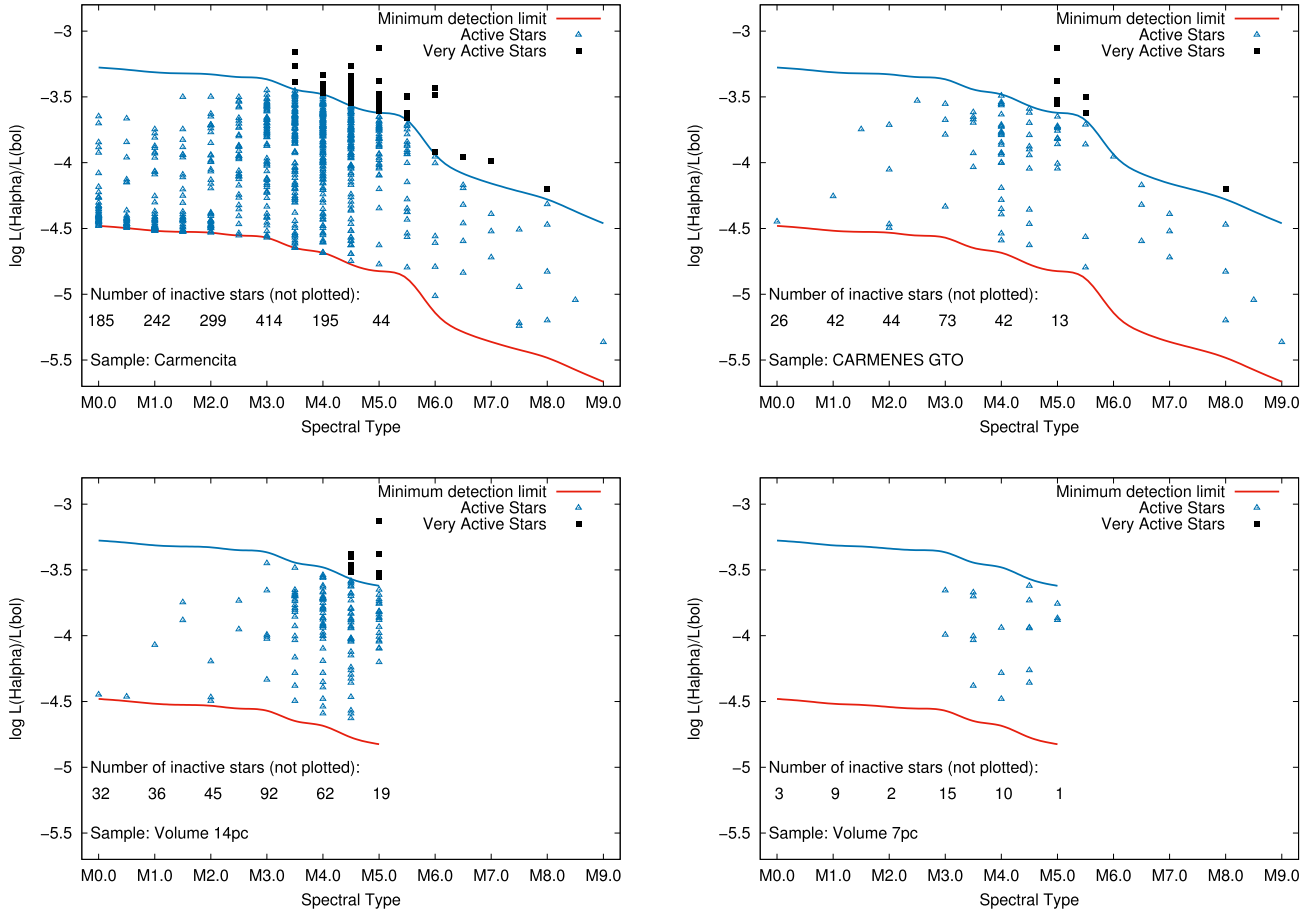 Minimum detection limit
Active Stars
Very Active Stars
−3
−3.5
−4
−4.5
−5
−5.5
log L(Halpha)/L(bol)
Number of inactive stars (not plotted):
185 242 299 414 195 44
Sample: Carmencita
M0.0 M1.0 M2.0 M3.0 M4.0 M5.0 M6.0 M7.0 M8.0 M9.0
Spectral Type
Minimum detection limit
Active Stars
Very Active Stars
−3
−3.5
−4
−4.5
−5
−5.5
log L(Halpha)/L(bol)
Number of inactive stars (not plotted):
26 42 44 73 42 13
Sample: CARMENES GTO
M0.0 M1.0 M2.0 M3.0 M4.0 M5.0 M6.0 M7.0 M8.0 M9.0
Spectral Type
Minimum detection limit
Active Stars
Very Active Stars
−3
−3.5
−4
−4.5
−5
−5.5
log L(Halpha)/L(bol)
Number of inactive stars (not plotted):
32 36 45 92 62 19
Sample: Volume 14pc
M0.0 M1.0 M2.0 M3.0 M4.0 M5.0 M6.0 M7.0 M8.0 M9.0
Spectral Type
Minimum detection limit
Active Stars
Very Active Stars
−3
−3.5
−4
−4.5
−5
−5.5
log L(Halpha)/L(bol)
Number of inactive stars (not plotted):
3 9 2 15 10 1
Sample: Volume 7pc
M0.0 M1.0 M2.0 M3.0 M4.0 M5.0 M6.0 M7.0 M8.0 M9.0
Spectral Type